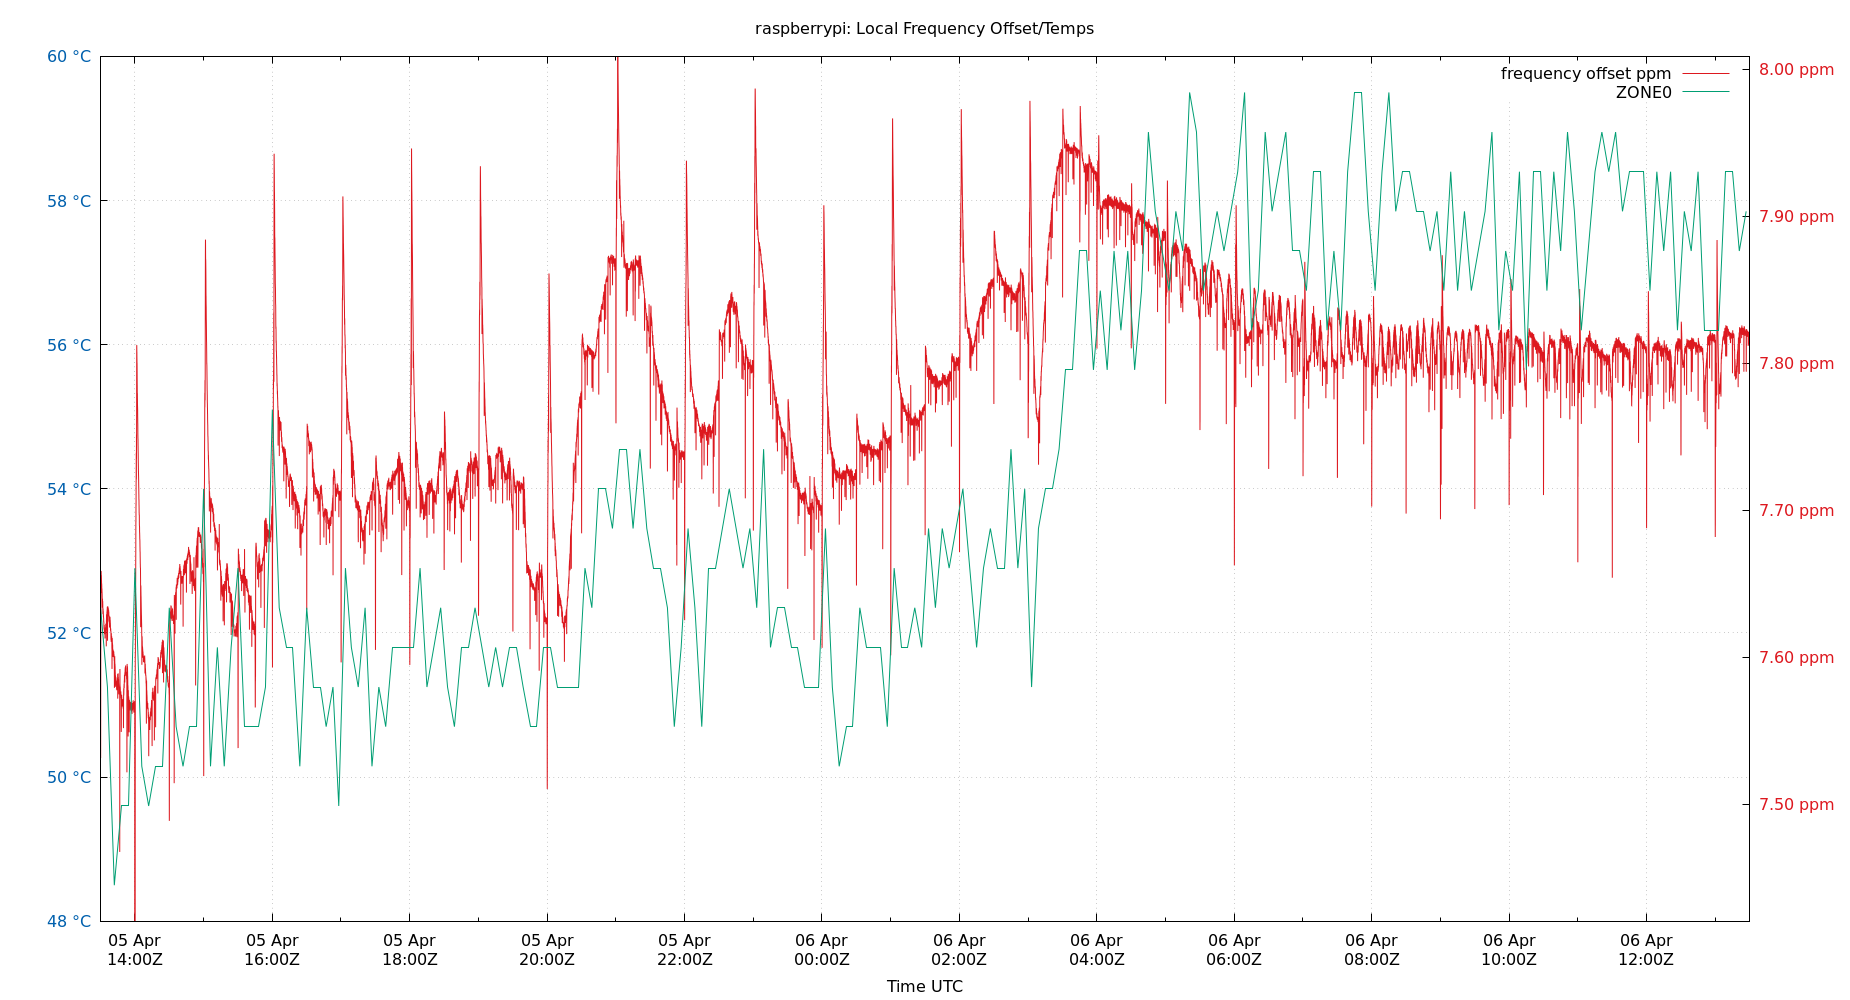 raspberrypi: Local Frequency Offset/Temps
60 °C
58 °C
56 °C
54 °C
52 °C
50 °C
48 °C
8.00 ppm
7.90 ppm
7.80 ppm
7.70 ppm
7.60 ppm
7.50 ppm
frequency offset ppm
ZONE0
05 Apr 05 Apr 05 Apr 05 Apr 05 Apr 06 Apr 06 Apr 06 Apr 06 Apr 06 Apr 06 Apr 06 Apr
14:00Z 16:00Z 18:00Z 20:00Z 22:00Z 00:00Z 02:00Z 04:00Z 06:00Z 08:00Z 10:00Z 12:00Z
Time UTC